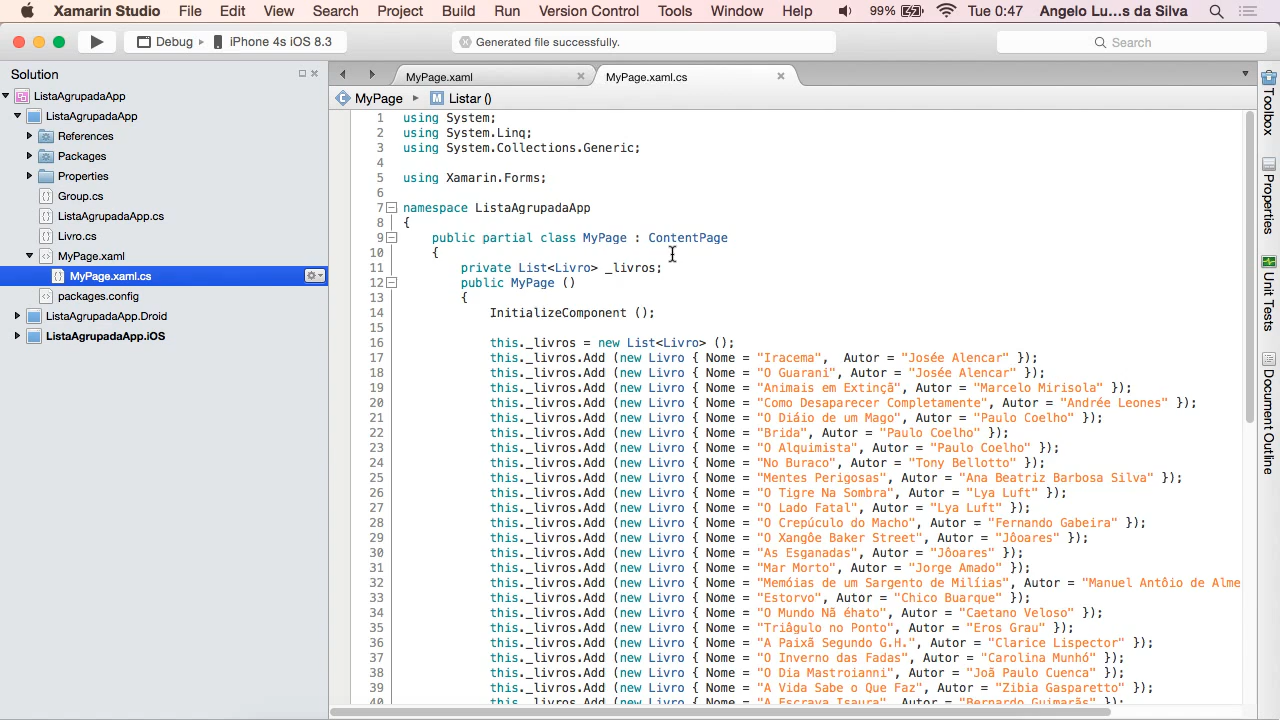 Xamarin Studio File Edit View Search Project Build Run Version Control Tools Window Help 99% Tue 0:47 Angelo Lu...s da Silva
Debug iPhone 4s iOS 8.3 Generated file successfully. Search
Solution
ListaAgrupadaApp
ListaAgrupadaApp
References
Packages
Properties
Group.cs
ListaAgrupadaApp.cs
Livro.cs
MyPage.xaml
MyPage.xaml.cs
packages.config
ListaAgrupadaApp.Droid
ListaAgrupadaApp.iOS
MyPage.xaml MyPage.xaml.cs
MyPage M Listar ()
1 using System;
2 using System.Linq;
3 using System.Collections.Generic;
4
5 using Xamarin.Forms;
6
7 namespace ListaAgrupadaApp
8 {
9 public partial class MyPage : ContentPage
10 {
11 private List<Livro> _livros;
12 public MyPage ()
13 {
14 InitializeComponent ();
15
16 this._livros = new List<Livro> ();
17 this._livros.Add (new Livro { Nome = "Iracema", Autor = "Josée Alencar" });
18 this._livros.Add (new Livro { Nome = "O Guarani", Autor = "Josée Alencar" });
19 this._livros.Add (new Livro { Nome = "Animais em Extinçã", Autor = "Marcelo Mirisola" });
20 this._livros.Add (new Livro { Nome = "Como Desaparecer Completamente", Autor = "Andrée Leones" });
21 this._livros.Add (new Livro { Nome = "O Diáio de um Mago", Autor = "Paulo Coelho" });
22 this._livros.Add (new Livro { Nome = "Brida", Autor = "Paulo Coelho" });
23 this._livros.Add (new Livro { Nome = "O Alquimista", Autor = "Paulo Coelho" });
24 this._livros.Add (new Livro { Nome = "No Buraco", Autor = "Tony Bellotto" });
25 this._livros.Add (new Livro { Nome = "Mentes Perigosas", Autor = "Ana Beatriz Barbosa Silva" });
26 this._livros.Add (new Livro { Nome = "O Tigre Na Sombra", Autor = "Lya Luft" });
27 this._livros.Add (new Livro { Nome = "O Lado Fatal", Autor = "Lya Luft" });
28 this._livros.Add (new Livro { Nome = "O Crepúculo do Macho", Autor = "Fernando Gabeira" });
29 this._livros.Add (new Livro { Nome = "O Xangôe Baker Street", Autor = "Jôoares" });
30 this._livros.Add (new Livro { Nome = "As Esganadas", Autor = "Jôoares" });
31 this._livros.Add (new Livro { Nome = "Mar Morto", Autor = "Jorge Amado" });
32 this._livros.Add (new Livro { Nome = "Memóias de um Sargento de Milíias", Autor = "Manuel Antôio de Alme
33 this._livros.Add (new Livro { Nome = "Estorvo", Autor = "Chico Buarque" });
34 this._livros.Add (new Livro { Nome = "O Mundo Nã éhato", Autor = "Caetano Veloso" });
35 this._livros.Add (new Livro { Nome = "Triâgulo no Ponto", Autor = "Eros Grau" });
36 this._livros.Add (new Livro { Nome = "A Paixã Segundo G.H.", Autor = "Clarice Lispector" });
37 this._livros.Add (new Livro { Nome = "O Inverno das Fadas", Autor = "Carolina Munhó" });
38 this._livros.Add (new Livro { Nome = "O Dia Mastroianni", Autor = "Joã Paulo Cuenca" });
39 this._livros.Add (new Livro { Nome = "A Vida Sabe o Que Faz", Autor = "Zibia Gasparetto" });
40 this._livros.Add (new Livro { Nome = "A Escrava Isaura", Autor = "Bernardo Guimarã" });
Toolbox
Properties
Unit Tests
Document Outline